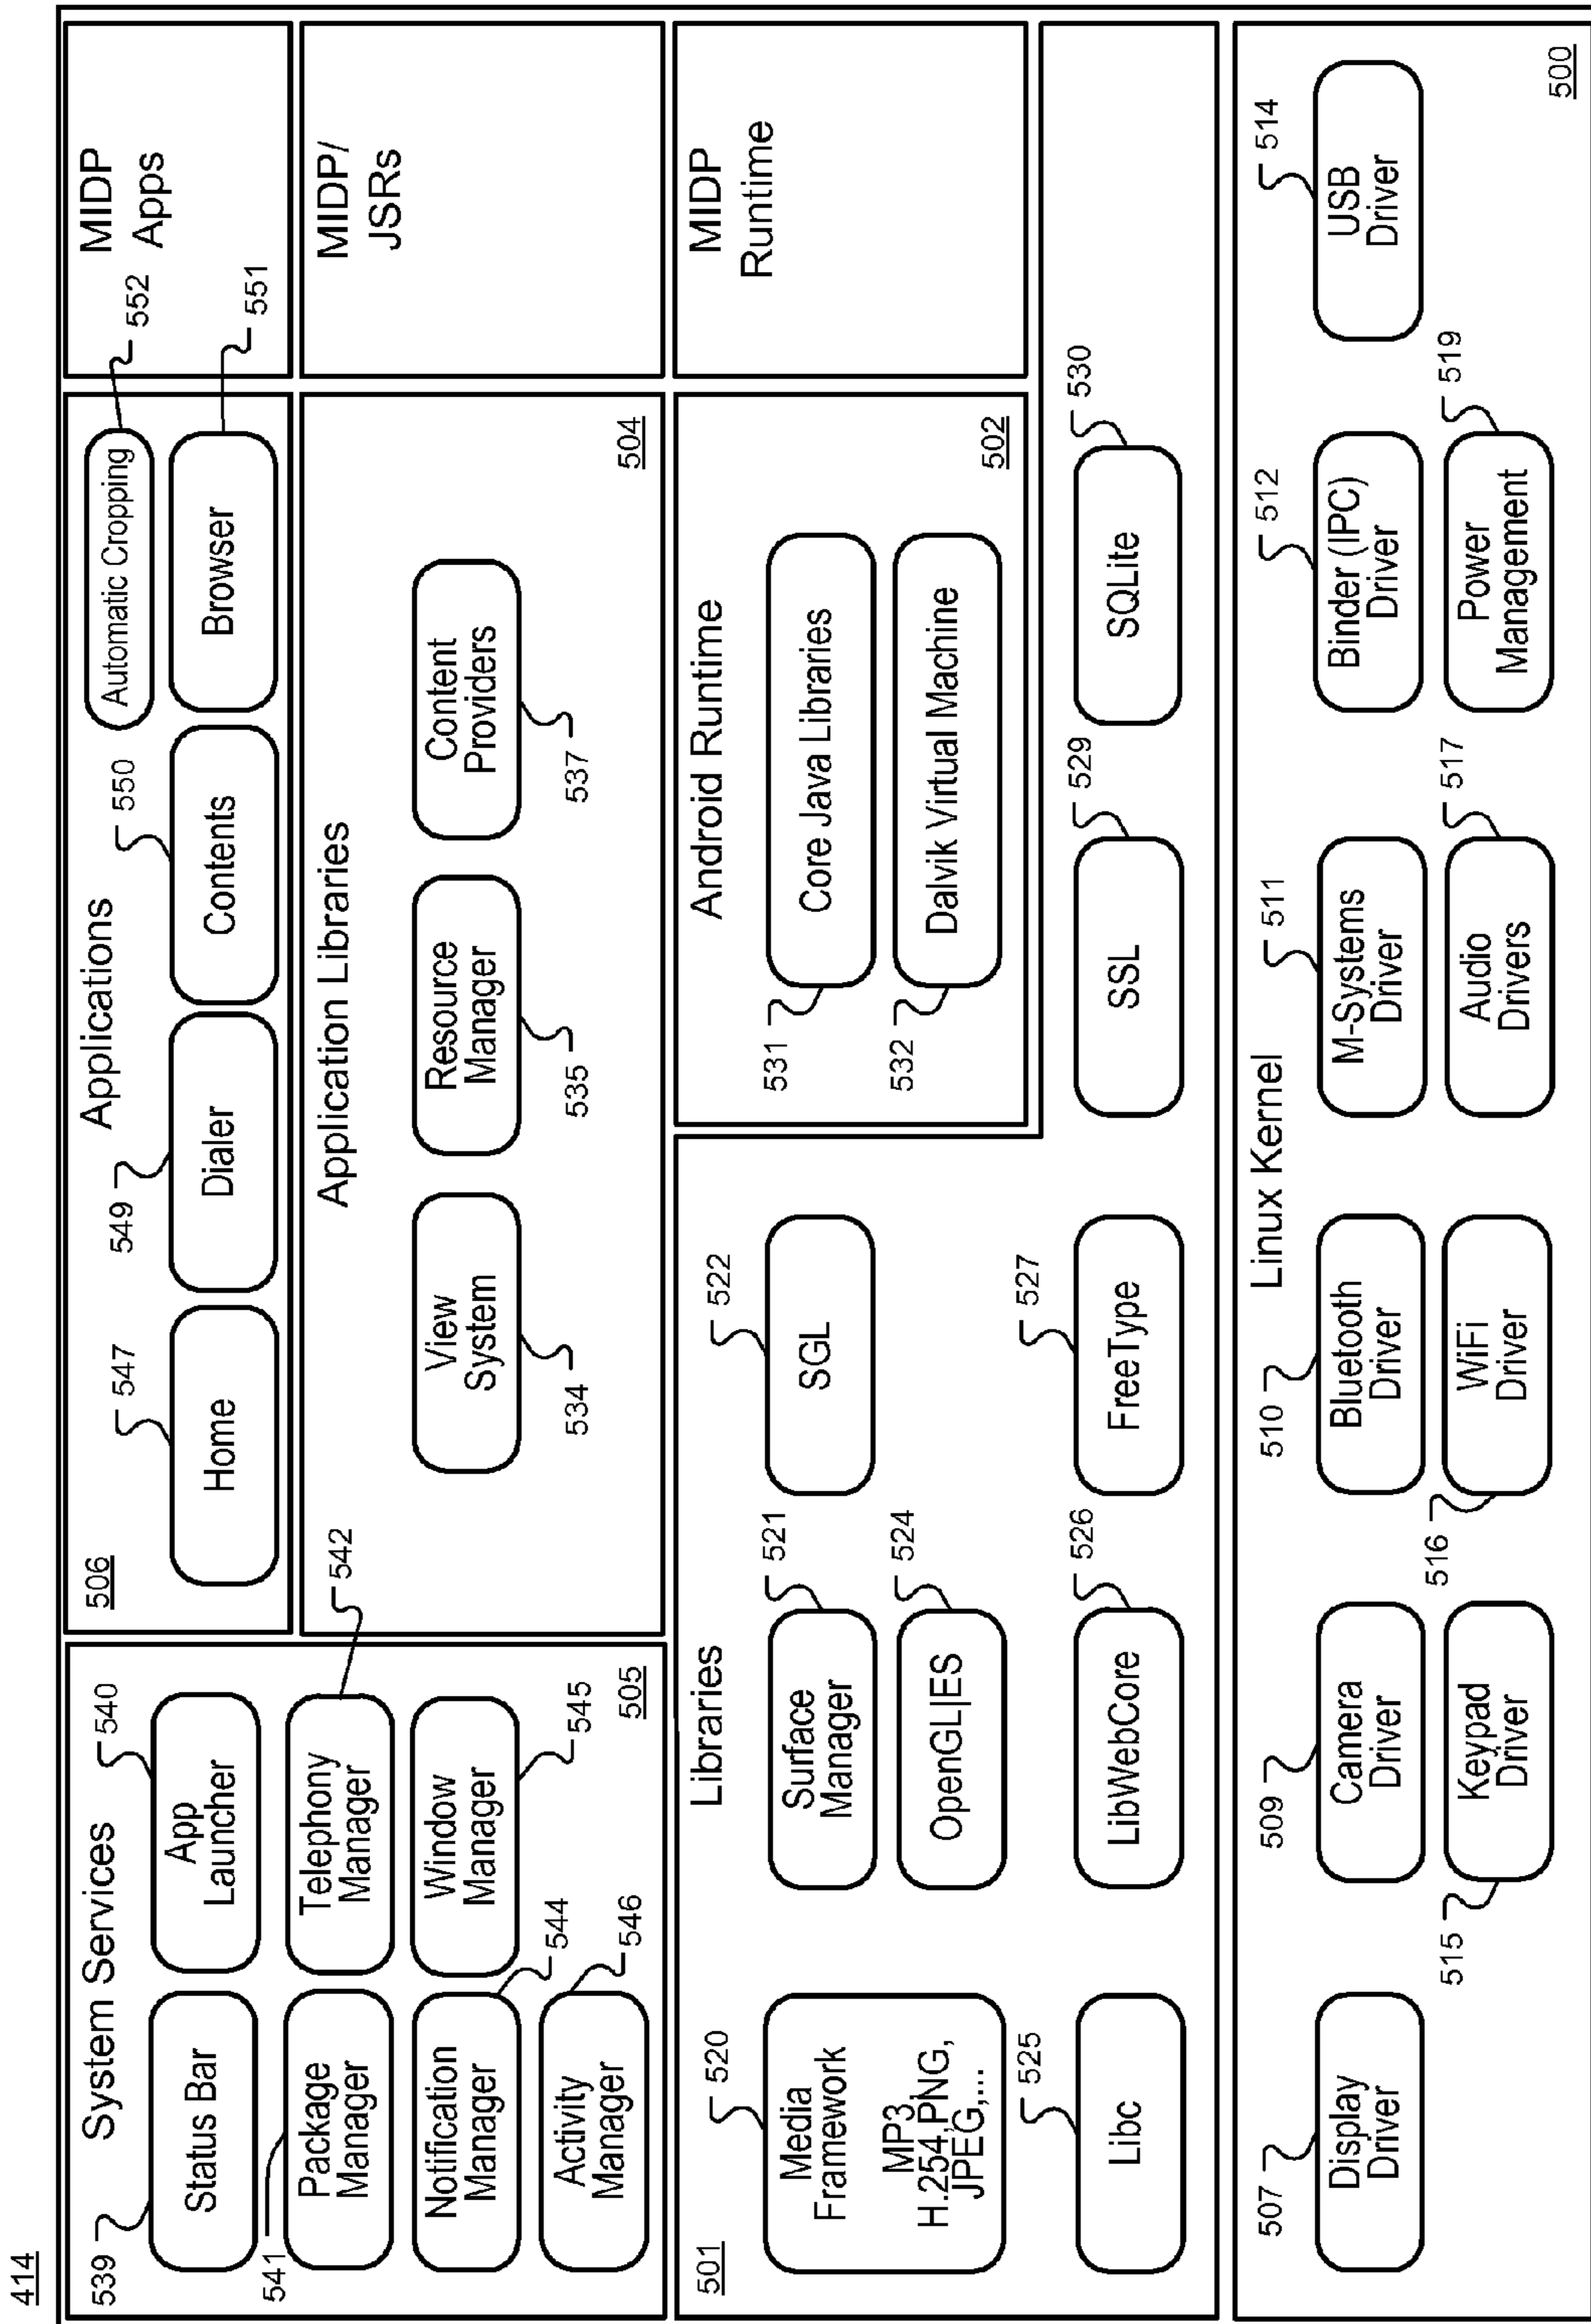 414
System Services
539
Status Bar
540
App
Launcher
541
Package
Manager
Telephony
Manager
542
Notification
Manager
544
Window
Manager
545
Activity
Manager
546
505
506
Applications
547
Home
549
Dialer
550
Contents
Automatic Cropping
552
Browser
551
MIDP
Apps
Application Libraries
View
System
534
Resource
Manager
535
Content
Providers
537
504
MIDP/
JSRs
501
Libraries
520
Media
Framework
MP3,
H.254,PNG,
JPEG,...
Surface
Manager
521
SGL
522
OpenGL|ES
524
525
Libc
LibWebCore
526
FreeType
527
SSL
529
SQLite
530
Android Runtime
531
Core Java Libraries
532
Dalvik Virtual Machine
502
MIDP
Runtime
Linux Kernel
507
Display
Driver
509
Camera
Driver
510
Bluetooth
Driver
511
M-Systems
Driver
512
Binder (IPC)
Driver
514
USB
Driver
515
Keypad
Driver
516
WiFi
Driver
517
Audio
Drivers
519
Power
Management
500